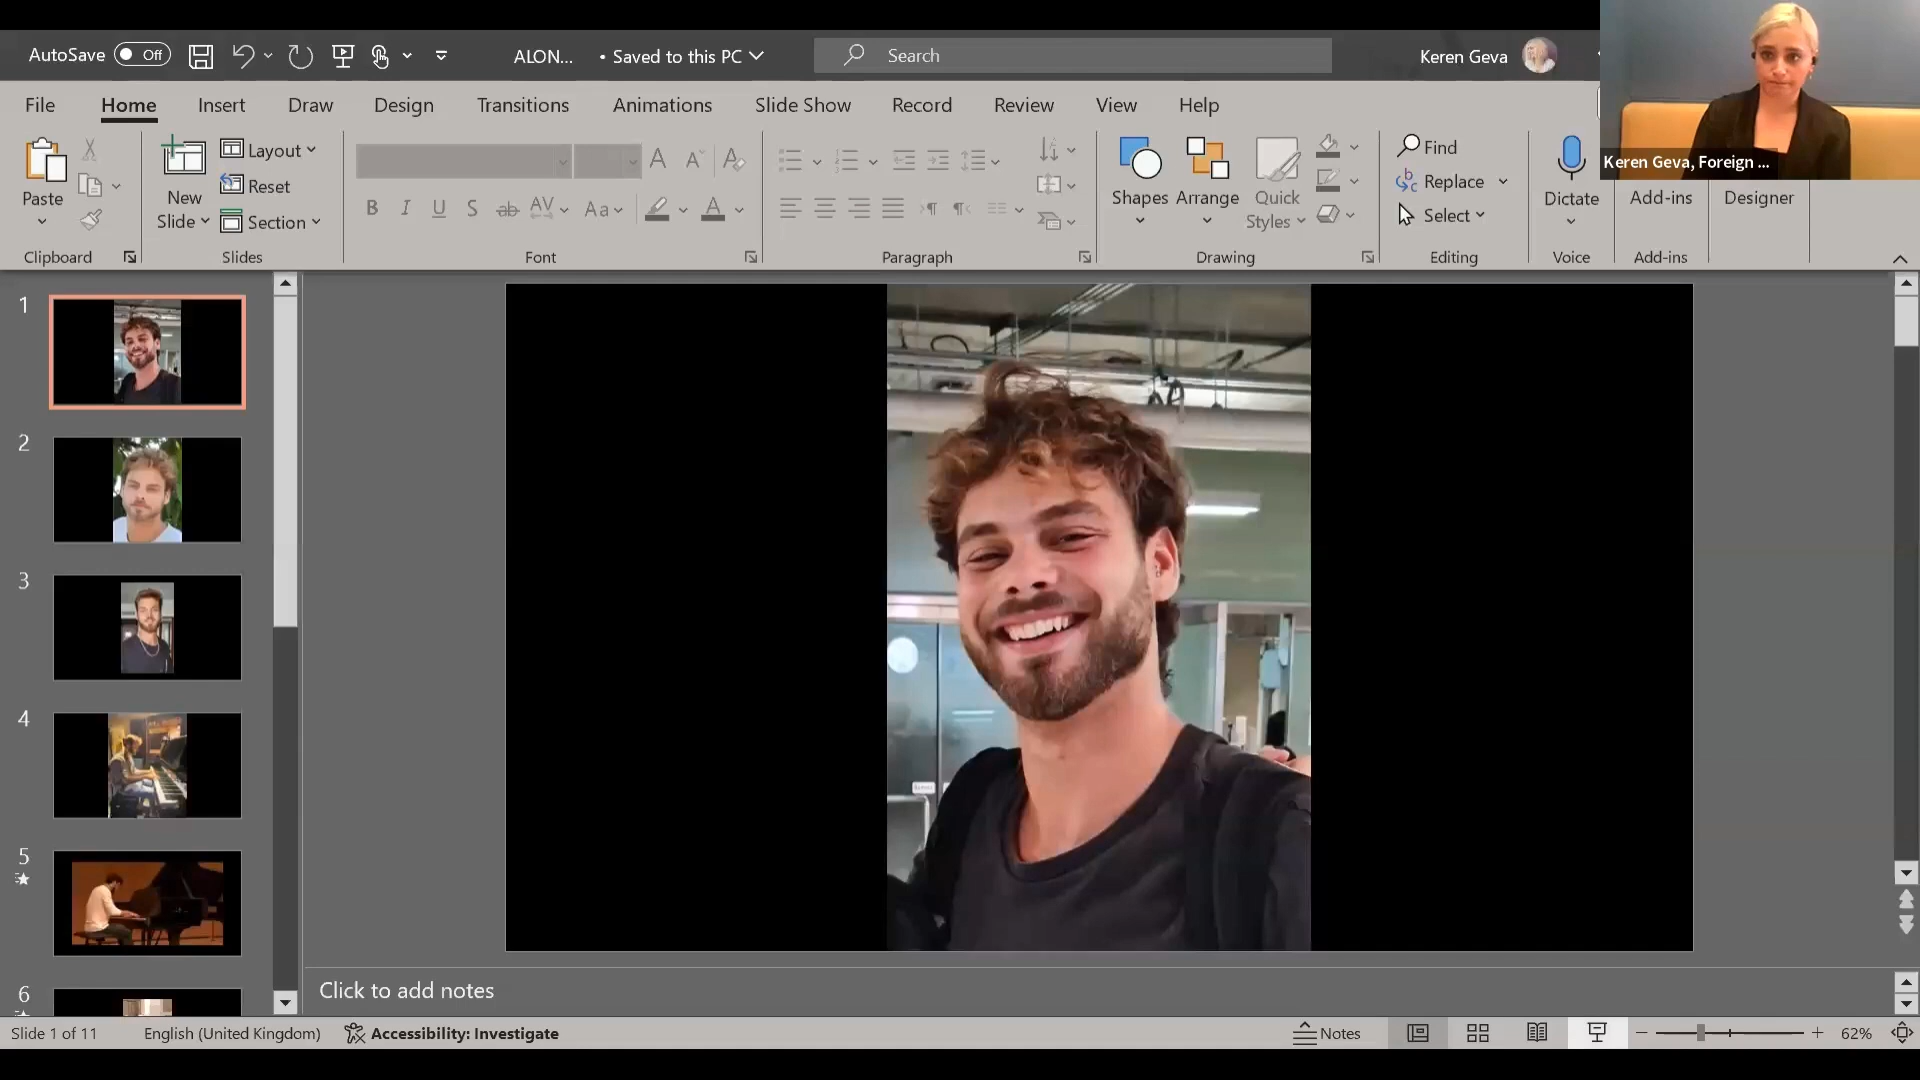 AutoSave Off ALON... • Saved to this PC Search Keren Geva
File Home Insert Draw Design Transitions Animations Slide Show Record Review View Help
Paste
New
Slide
Layout
Reset
Section
B I U S ab AV Aa A
A A A
Shapes Arrange Quick
Styles
Find
Replace
Select
Dictate Add-ins Designer
Clipboard Slides Font Paragraph Drawing Editing Voice Add-ins
Keren Geva, Foreign ...
1
2
3
4
5
6
Click to add notes
Slide 1 of 11 English (United Kingdom) Accessibility: Investigate Notes 62%